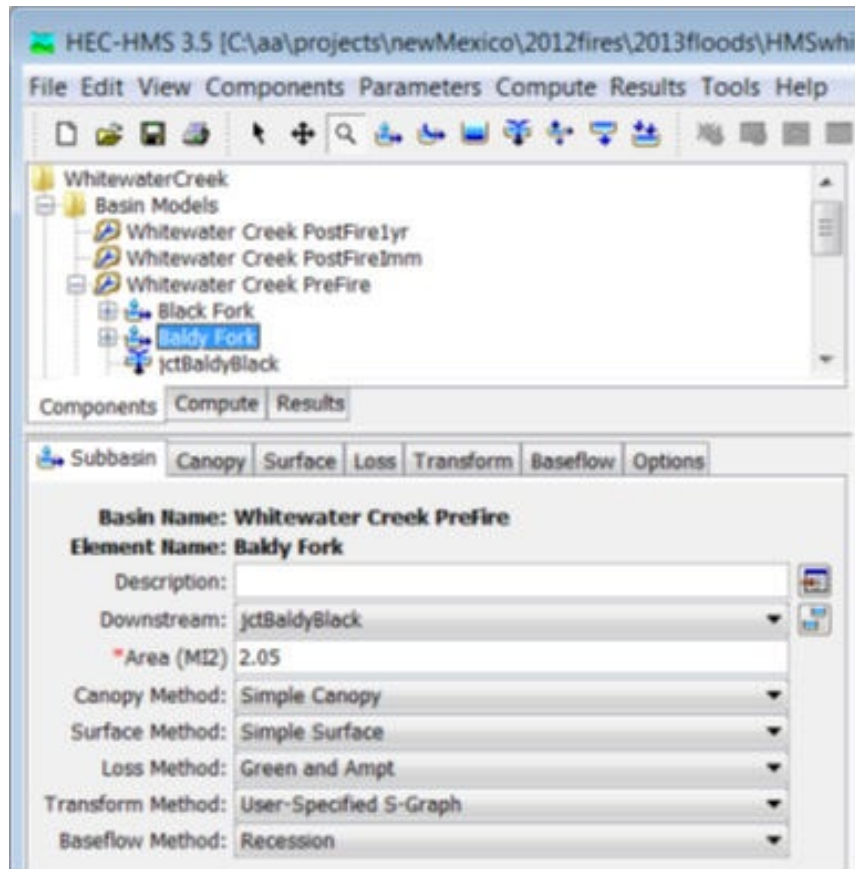 HEC-HMS 3.5 [C:\aa\projects\newMexico\2012fires\2013floods\HMSwhi
File Edit View Components Parameters Compute Results Tools Help
WhitewaterCreek
Basin Models
Whitewater Creek PostFire1yr
Whitewater Creek PostFireImm
Whitewater Creek PreFire
Black Fork
Baldy Fork
jctBaldyBlack
Components Compute Results
Subbasin Canopy Surface Loss Transform Baseflow Options
Basin Name: Whitewater Creek PreFire
Element Name: Baldy Fork
Description:
Downstream: jctBaldyBlack
*Area (MI2) 2.05
Canopy Method: Simple Canopy
Surface Method: Simple Surface
Loss Method: Green and Ampt
Transform Method: User-Specified S-Graph
Baseflow Method: Recession